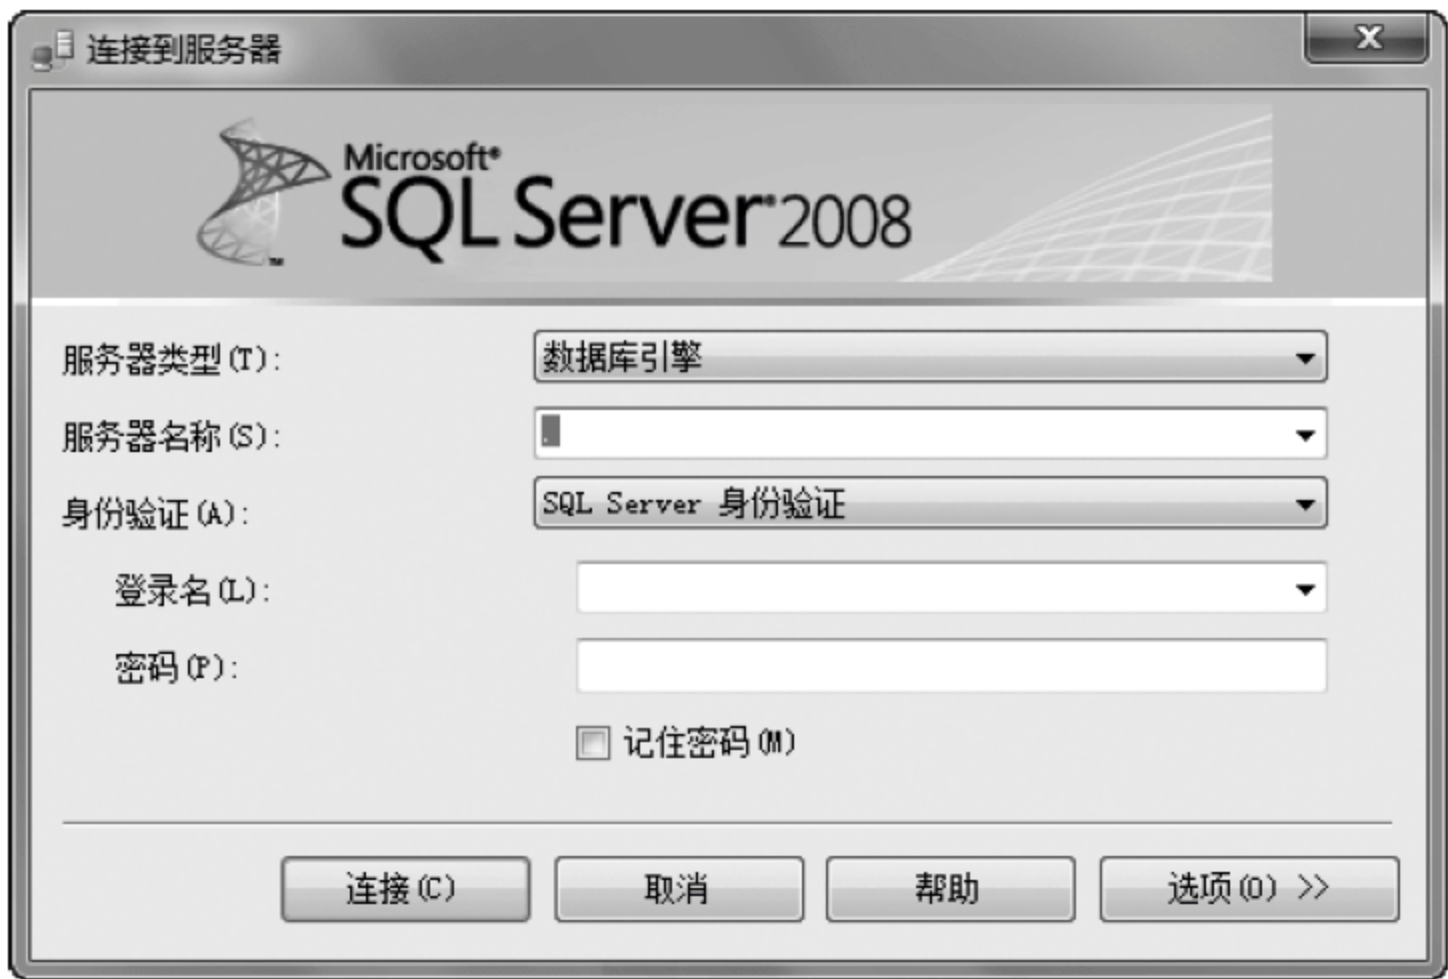 连接到服务器
Microsoft®
SQL Server® 2008
™
服务器类型(T): 数据库引擎
服务器名称(S): .
身份验证(A): SQL Server 身份验证
登录名(L):
密码(P):
记住密码(M)
连接(C) 取消 帮助 选项(O) >>